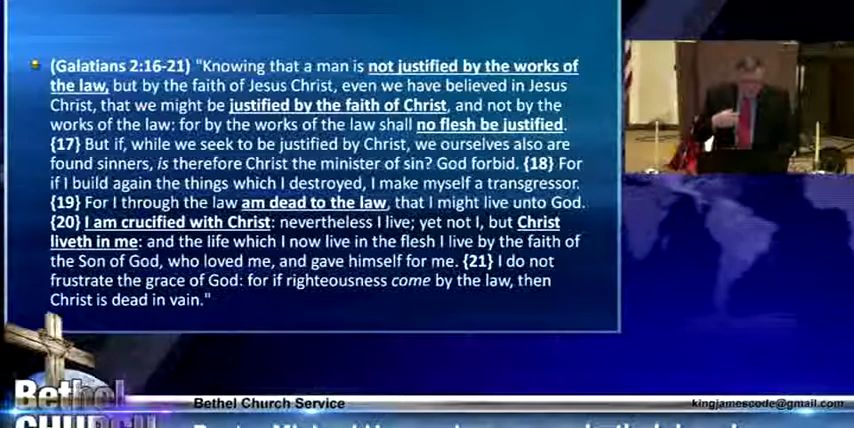 (Galatians 2:16-21) "Knowing that a man is not justified by the works of
the law, but by the faith of Jesus Christ, even we have believed in Jesus
Christ, that we might be justified by the faith of Christ, and not by the
works of the law: for by the works of the law shall no flesh be justified.
{17} But if, while we seek to be justified by Christ, we ourselves also are
found sinners, is therefore Christ the minister of sin? God forbid. {18} For
if I build again the things which I destroyed, I make myself a transgressor.
{19} For I through the law am dead to the law, that I might live unto God.
{20} I am crucified with Christ: nevertheless I live; yet not I, but Christ
liveth in me: and the life which I now live in the flesh I live by the faith of
the Son of God, who loved me, and gave himself for me. {21} I do not
frustrate the grace of God: for if righteousness come by the law, then
Christ is dead in vain."
Bethel
CHURCH
Bethel Church Service
kingjamescode@gmail.com